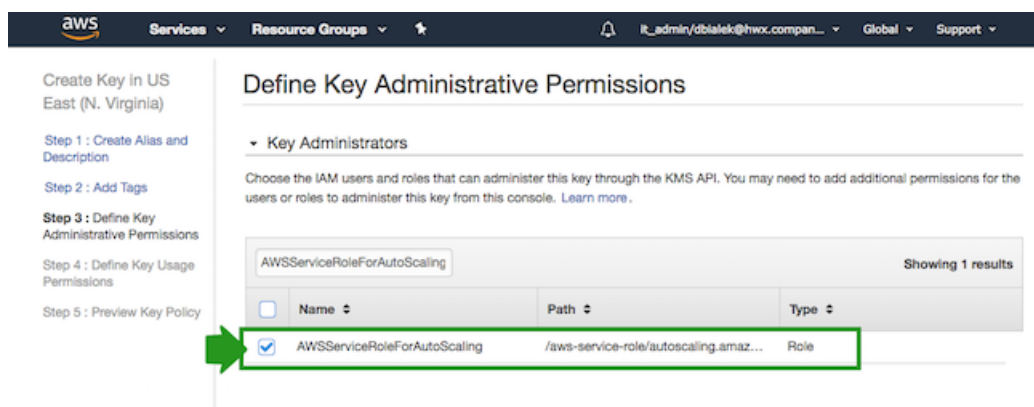 aws Services Resource Groups it_admin/dbialek@hwx.compan... Global Support
Create Key in US
East (N. Virginia)
Step 1 : Create Alias and
Description
Step 2 : Add Tags
Step 3 : Define Key
Administrative Permissions
Step 4 : Define Key Usage
Permissions
Step 5 : Preview Key Policy
Define Key Administrative Permissions
Key Administrators
Choose the IAM users and roles that can administer this key through the KMS API. You may need to add additional permissions for the
users or roles to administer this key from this console. Learn more.
AWSServiceRoleForAutoScaling Showing 1 results
Name Path Type
AWSServiceRoleForAutoScaling /aws-service-role/autoscaling.amaz... Role